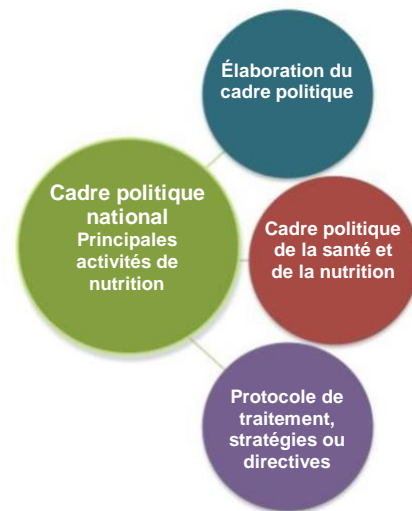 Élaboration du
cadre politique
Cadre politique
national
Principales
activités de
nutrition
Cadre politique
de la santé et
de la nutrition
Protocole de
traitement,
stratégies ou
directives